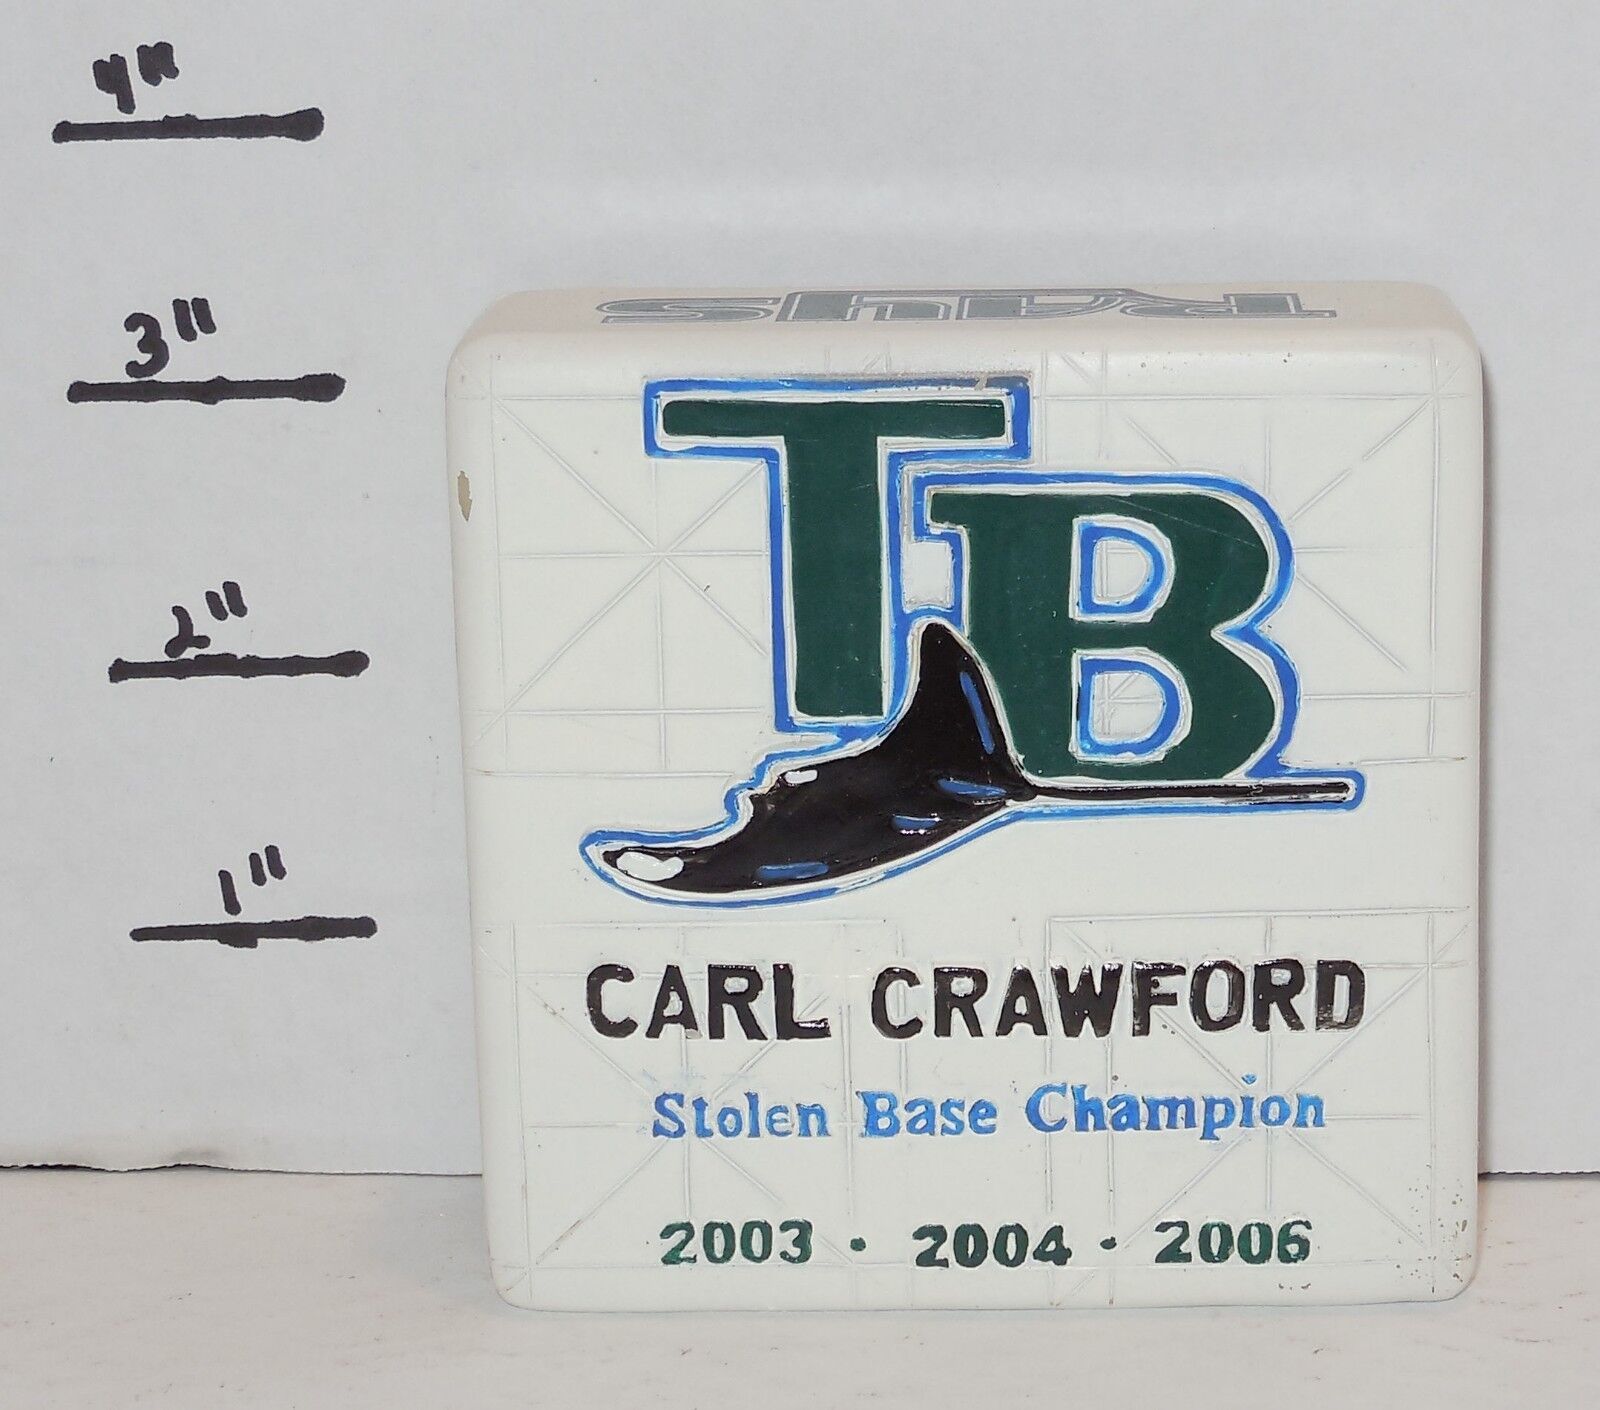 4"
3"
2"
1"
Rays
TB
CARL CRAWFORD
Stolen Base Champion
2003 · 2004 · 2006